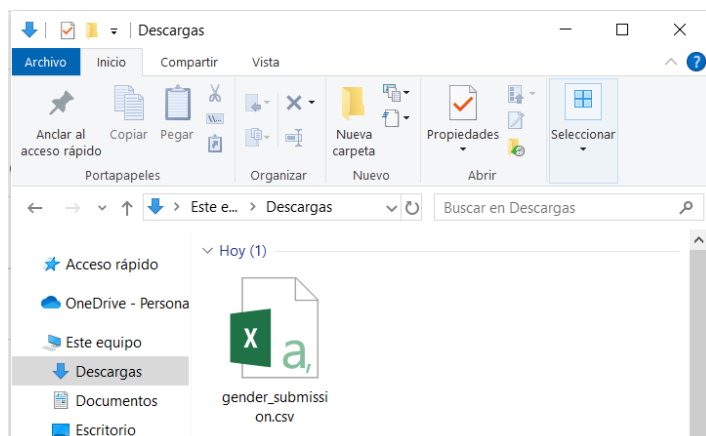 Descargas
Archivo Inicio Compartir Vista
Anclar al acceso rápido
Copiar
Pegar
Nueva carpeta
Propiedades
Seleccionar
Portapapeles Organizar Nuevo Abrir
Este e... > Descargas
Buscar en Descargas
Hoy (1)
Acceso rápido
OneDrive - Persona
Este equipo
Descargas
Documentos
Escritorio
gender_submissi
on.csv